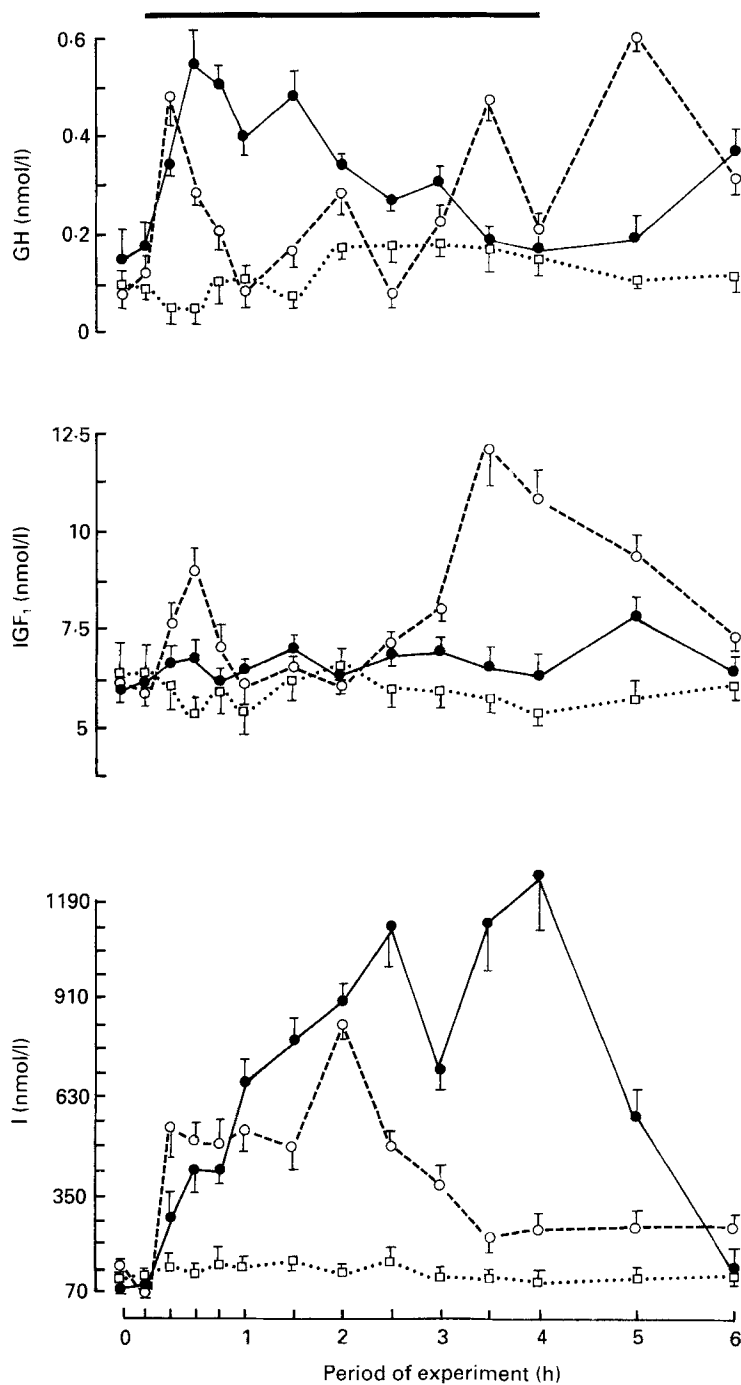 0·6
0·4
0·2
0
GH (nmol/l)
12·5
10
7·5
5
IGF₁ (nmol/l)
1190
910
630
350
70
I (nmol/l)
0 1 2 3 4 5 6
Period of experiment (h)